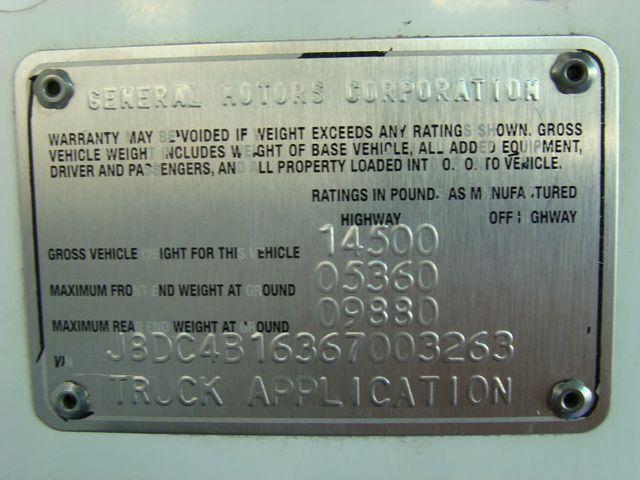 GENERAL MOTORS CORPORATION
WARRANTY MAY BE VOIDED IF WEIGHT EXCEEDS ANY RATINGS SHOWN. GROSS
VEHICLE WEIGHT INCLUDES WEIGHT OF BASE VEHICLE, ALL ADDED EQUIPMENT,
DRIVER AND PASSENGERS, AND ALL PROPERTY LOADED INTO OR ONTO VEHICLE.
RATINGS IN POUNDS AS MANUFACTURED
HIGHWAY OFF HIGHWAY
GROSS VEHICLE WEIGHT FOR THIS VEHICLE 14500
MAXIMUM FRONT END WEIGHT AT GROUND 05360
MAXIMUM REAR END WEIGHT AT GROUND 09880
VIN J8DC4B16367003263
TRUCK APPLICATION